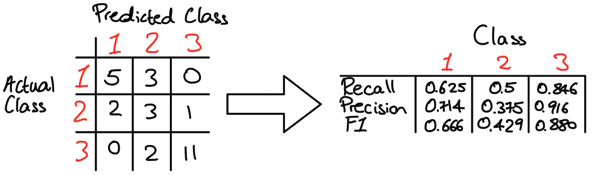 Predicted Class
1 2 3
Actual Class
1 5 3 0
2 2 3 1
3 0 2 11
Class
1 2 3
Recall 0.625 0.5 0.846
Precision 0.714 0.375 0.916
F1 0.666 0.429 0.880